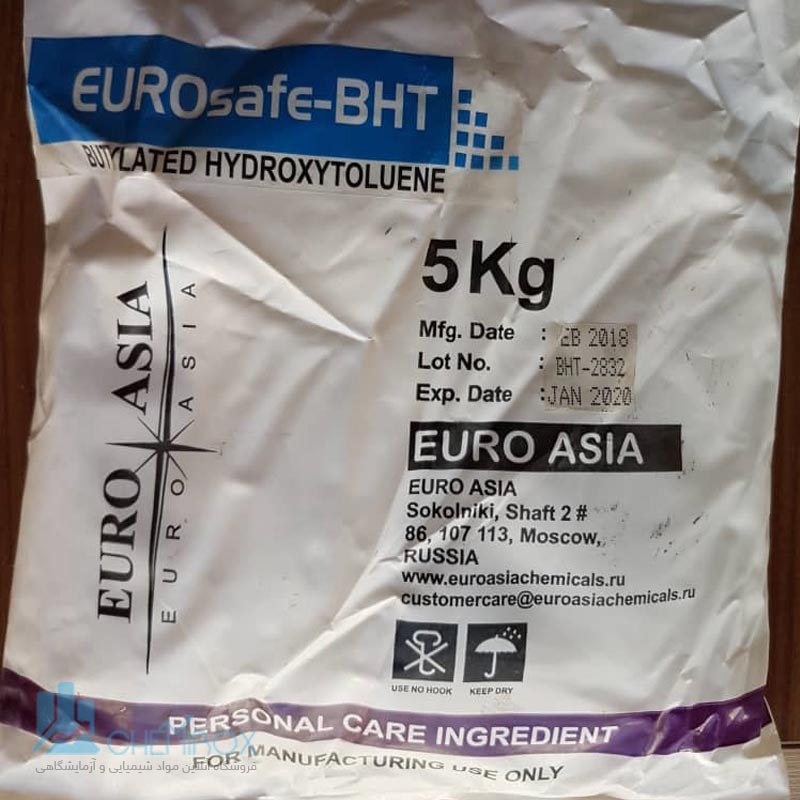 EUROsafe-BHT
BUTYLATED HYDROXYTOLUENE
EURO ASIA
EURO ASIA
5Kg
Mfg. Date : EB 2018
Lot No. : BHT-2832
Exp. Date : JAN 2020
EURO ASIA
EURO ASIA
Sokolniki, Shaft 2 #
86, 107 113, Moscow,
RUSSIA
www.euroasiachemicals.ru
customercare@euroasiachemicals.ru
USE NO HOOK KEEP DRY
PERSONAL CARE INGREDIENT
FOR MANUFACTURING USE ONLY
CHEMIBOX
فروشگاه آنلاین مواد شیمیایی و آزمایشگاهی